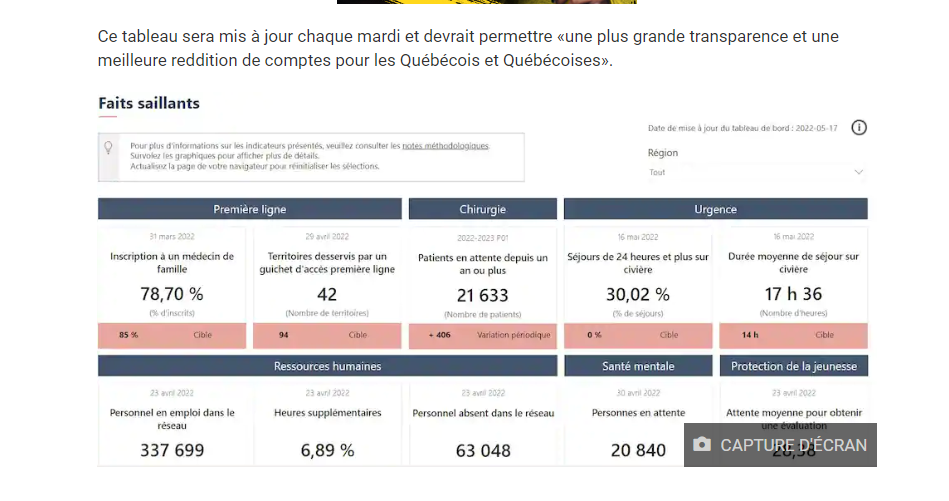 Ce tableau sera mis à jour chaque mardi et devrait permettre «une plus grande transparence et une
meilleure reddition de comptes pour les Québécois et Québécoises».
Faits saillants
Date de mise à jour du tableau de bord : 2022-05-17
Pour plus d'informations sur les indicateurs présentés, veuillez consulter les notes méthodologiques.
Survolez les graphiques pour afficher plus de détails.
Actualisez la page de votre navigateur pour réinitialiser les sélections.
Région
Tout
Première ligne
Chirurgie
Urgence
31 mars 2022
Inscription à un médecin de
famille
78,70 %
(% d'inscrits)
85 % Cible
29 avril 2022
Territoires desservis par un
guichet d'accès première ligne
42
(Nombre de territoires)
94 Cible
2022-2023 P01
Patients en attente depuis un
an ou plus
21 633
(Nombre de patients)
+ 406 Variation périodique
16 mai 2022
Séjours de 24 heures et plus sur
civière
30,02 %
(% de séjours)
0 % Cible
16 mai 2022
Durée moyenne de séjour sur
civière
17 h 36
(Nombre d'heures)
14 h Cible
Ressources humaines
Santé mentale
Protection de la jeunesse
23 avril 2022
Personnel en emploi dans le
réseau
337 699
23 avril 2022
Heures supplémentaires
6,89 %
23 avril 2022
Personnel absent dans le réseau
63 048
30 avril 2022
Personnes en attente
20 840
23 avril 2022
Attente moyenne pour obtenir
une évaluation
CAPTURE D'ÉCRAN